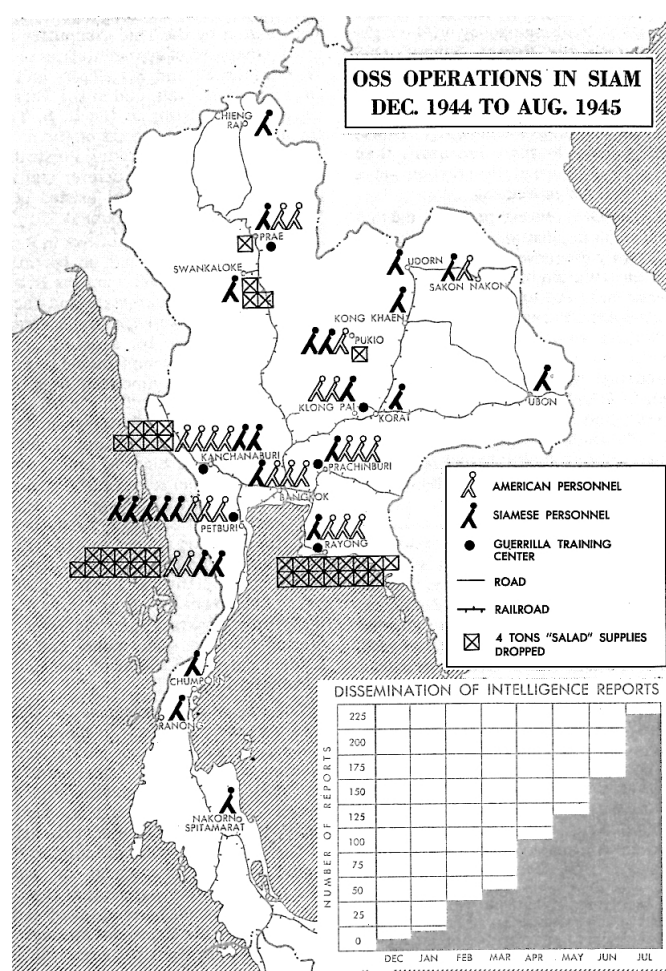 OSS OPERATIONS IN SIAM
DEC. 1944 TO AUG. 1945
CHIENG
RAI
PRAE
SWANKALOKE
UDORN
SAKON NAKON
KONG KHAEN
PUKIO
KLONG PAI
KORAT
UBON
KANCHANABURI
PRACHINBURI
BANGKOK
PETBURI
RAYONG
CHUMPOL
RANONG
NAKORN
SPITAMARAT
AMERICAN PERSONNEL
SIAMESE PERSONNEL
GUERRILLA TRAINING
CENTER
ROAD
RAILROAD
4 TONS "SALAD" SUPPLIES
DROPPED
DISSEMINATION OF INTELLIGENCE REPORTS
NUMBER OF REPORTS
225
200
175
150
125
100
75
50
25
0
DEC JAN FEB MAR APR MAY JUN JUL